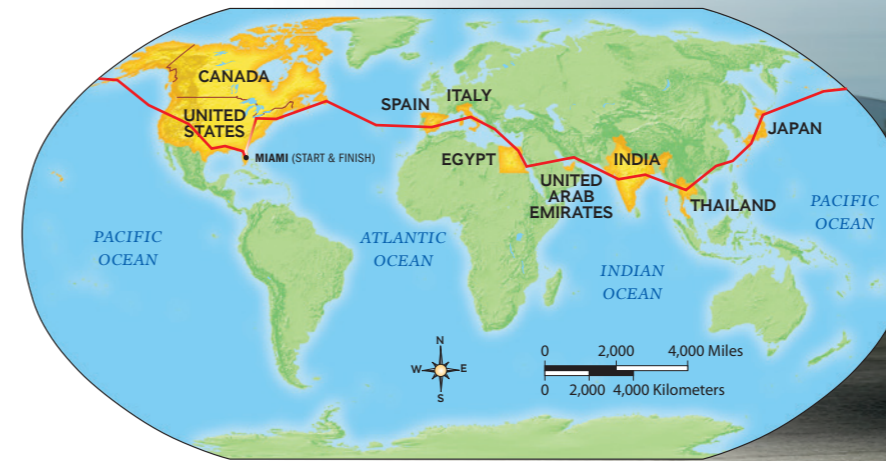 CANADA
UNITED
STATES
MIAMI (START & FINISH)
SPAIN
ITALY
EGYPT
UNITED
ARAB
EMIRATES
INDIA
JAPAN
THAILAND
PACIFIC
OCEAN
ATLANTIC
OCEAN
INDIAN
OCEAN
PACIFIC
OCEAN
N
W E
S
0 2,000 4,000 Miles
0 2,000 4,000 Kilometers